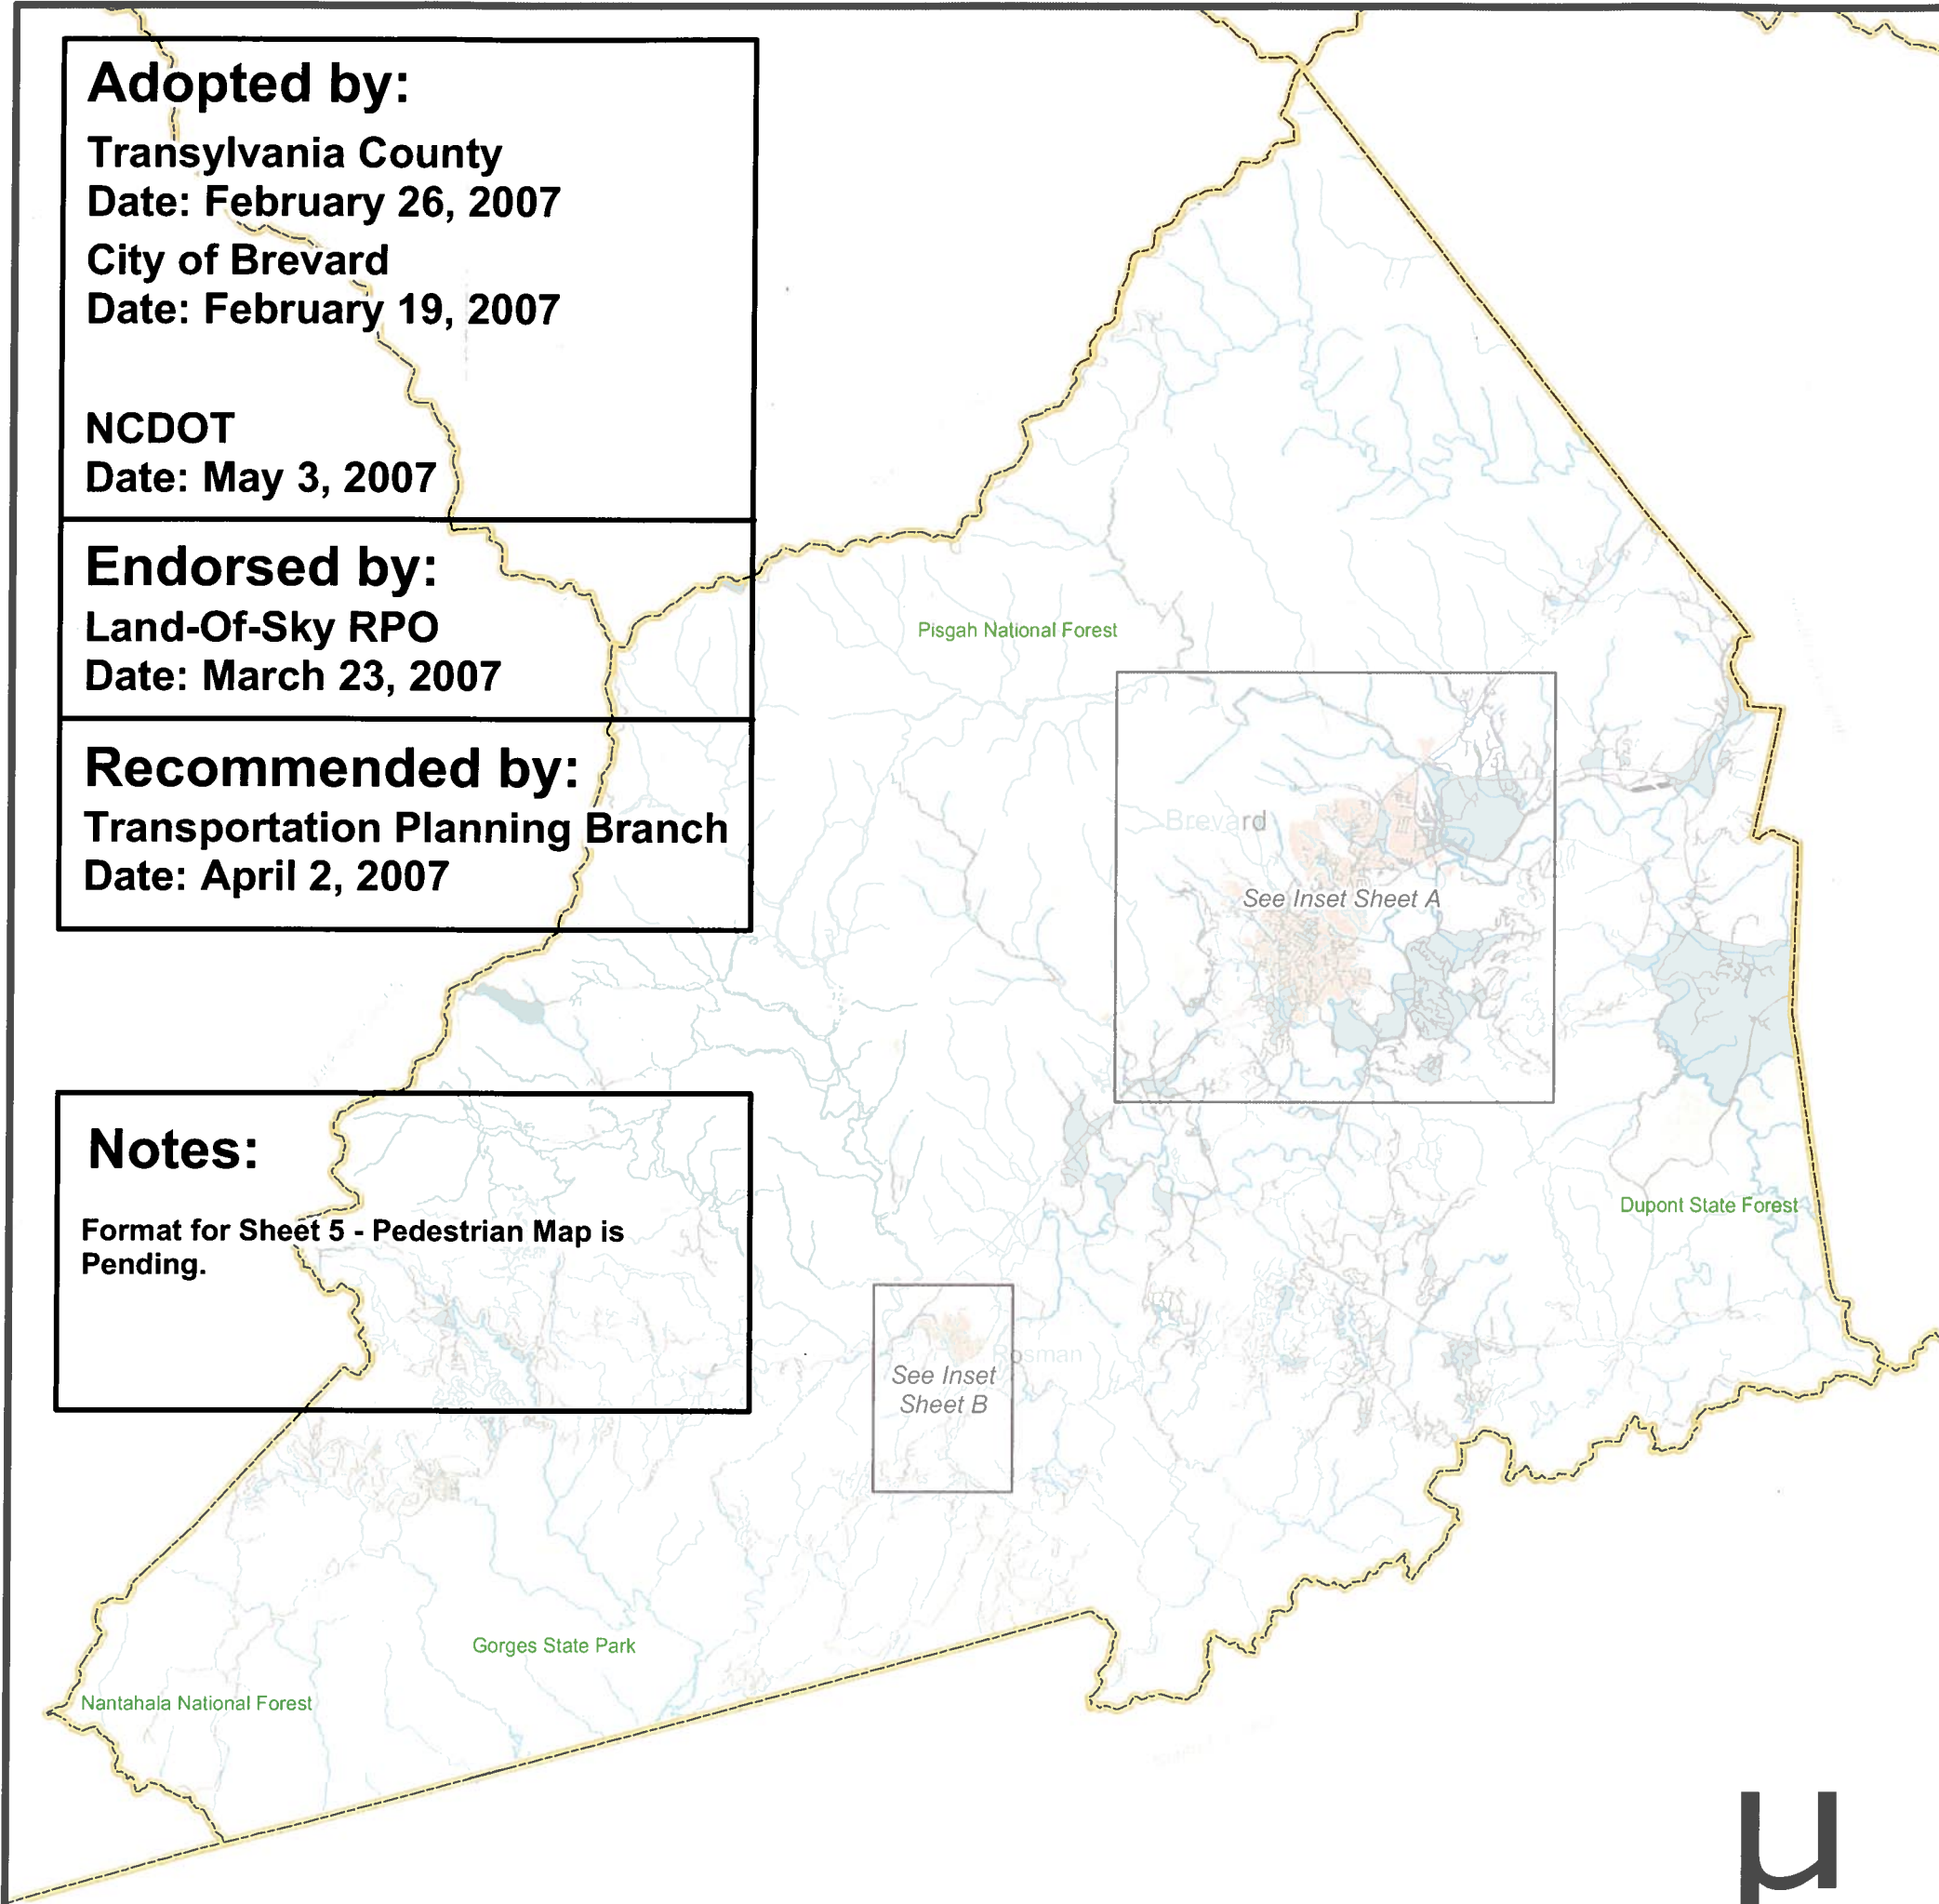 Adopted by:
Transylvania County
Date: February 26, 2007
City of Brevard
Date: February 19, 2007
NCDOT
Date: May 3, 2007
Endorsed by:
Land-Of-Sky RPO
Date: March 23, 2007
Recommended by:
Transportation Planning Branch
Date: April 2, 2007
Notes:
Format for Sheet 5 - Pedestrian Map is
Pending.
Pisgah National Forest
Brevard
See Inset Sheet A
Dupont State Forest
Rosman
See Inset
Sheet B
Gorges State Park
Nantahala National Forest
µ